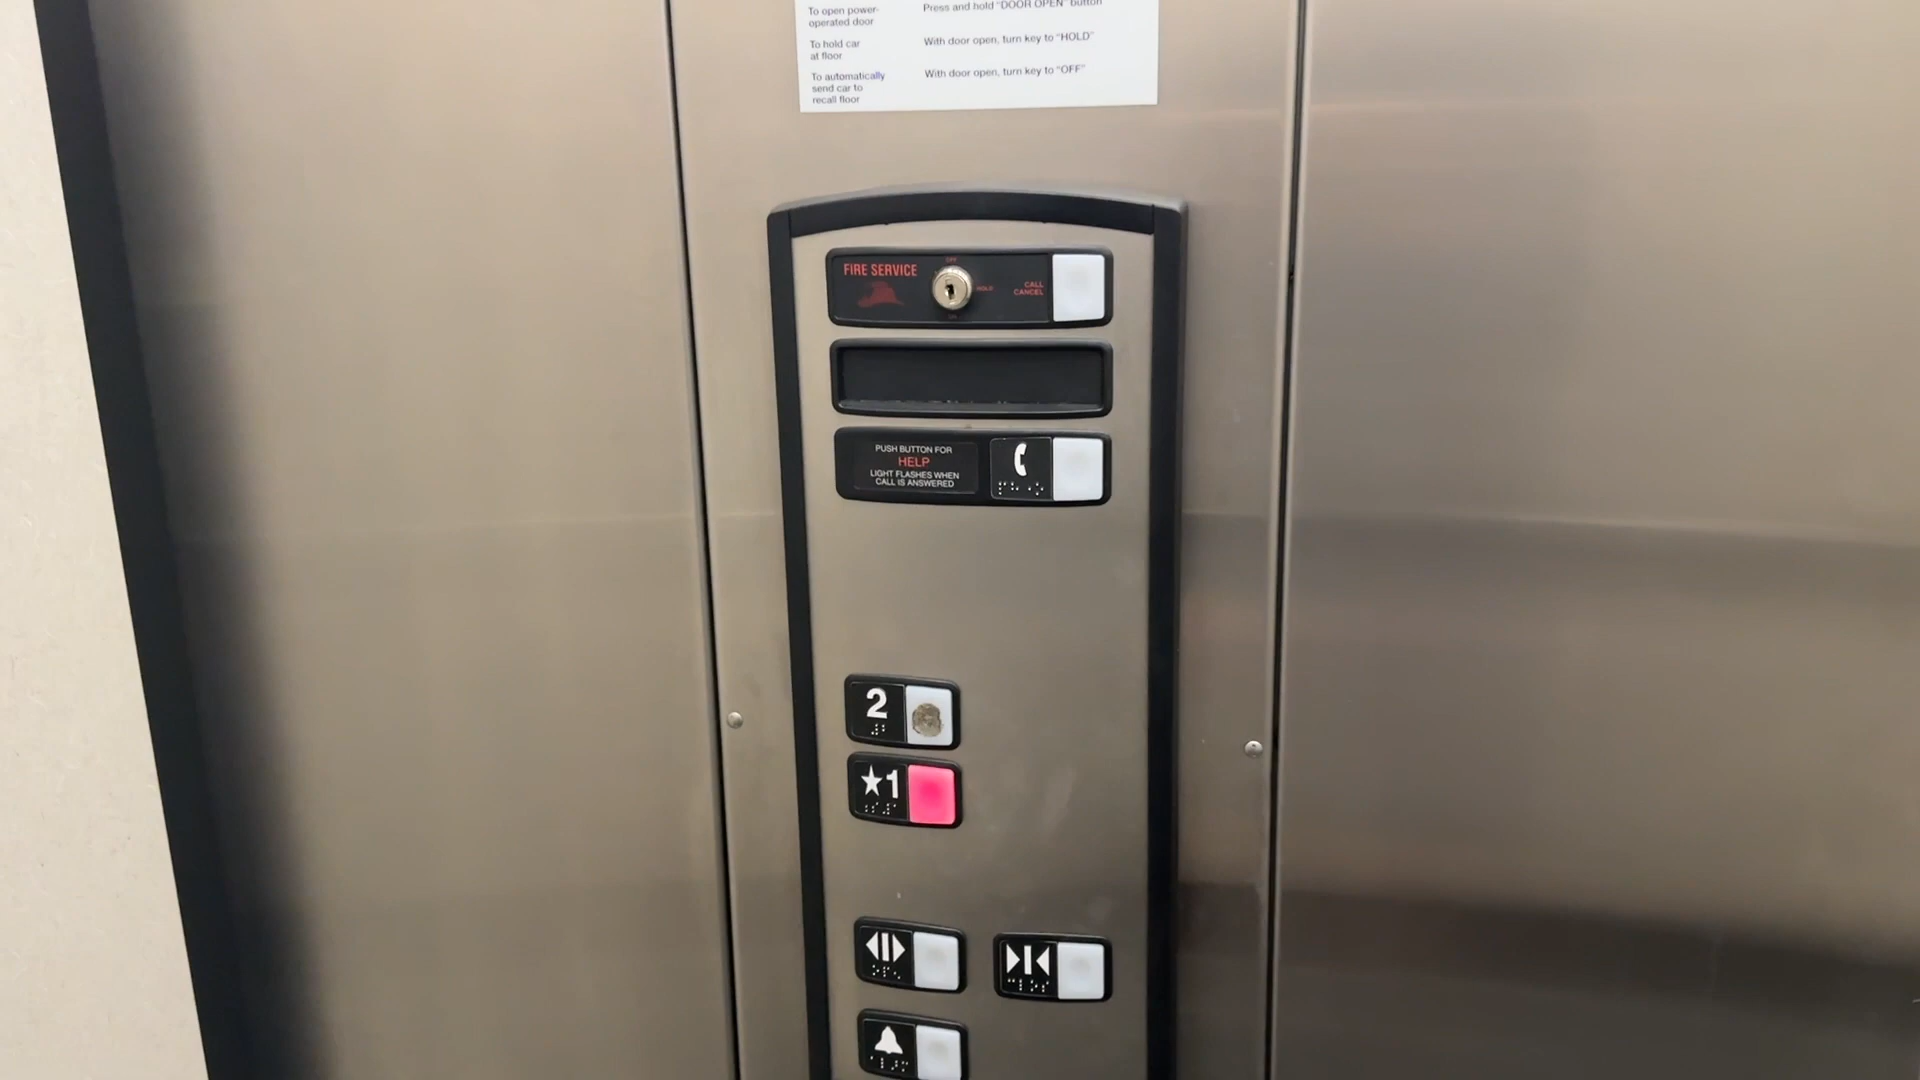 To open power-
operated door
Press and hold "DOOR OPEN" button
To hold car
at floor
With door open, turn key to "HOLD"
To automatically
send car to
recall floor
With door open, turn key to "OFF"
FIRE SERVICE
OFF
HOLD
ON
CALL
CANCEL
PUSH BUTTON FOR
HELP
LIGHT FLASHES WHEN
CALL IS ANSWERED
2
★1